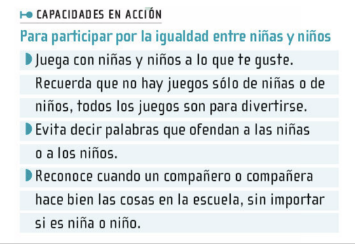 CAPACIDADES EN ACCIÓN
Para participar por la igualdad entre niñas y niños
Juega con niñas y niños a lo que te guste.
Recuerda que no hay juegos sólo de niñas o de
niños, todos los juegos son para divertirse.
Evita decir palabras que ofendan a las niñas
o a los niños.
Reconoce cuando un compañero o compañera
hace bien las cosas en la escuela, sin importar
si es niña o niño.